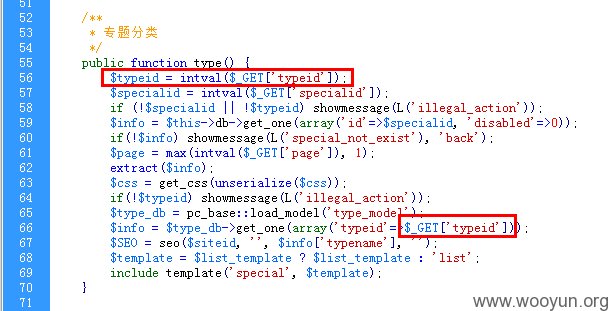 51
52 /**
53 * 专题分类
54 */
55 public function type() {
56 $typeid = intval($_GET['typeid']);
57 $specialid = intval($_GET['specialid']);
58 if (!$specialid || !$typeid) showmessage(L('illegal_action'));
59 $info = $this->db->get_one(array('id'=>$specialid, 'disabled'=>0));
60 if(!$info) showmessage(L('special_not_exist'), 'back');
61 $page = max(intval($_GET['page']), 1);
62 extract($info);
63 $css = get_css(unserialize($css));
64 if(!$typeid) showmessage(L('illegal_action'));
65 $type_db = pc_base::load_model('type_model');
66 $info = $type_db->get_one(array('typeid'=>$_GET['typeid']));
67 $SEO = seo($siteid, '', $info['typename'], '');
68 $template = $list_template ? $list_template : 'list';
69 include template('special', $template);
70 }
71
www.wooyun.org